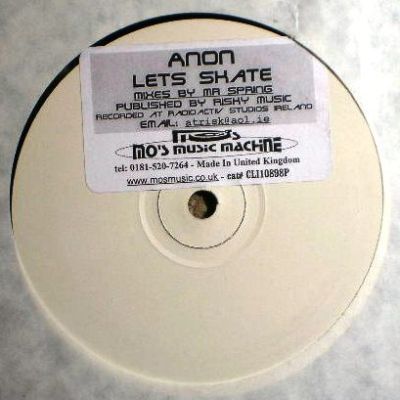 ANON
LETS SKATE
MIXES BY MR SPRING
PUBLISHED BY RISKY MUSIC
RECORDED AT RADIOACTIV STUDIOS IRELAND
EMAIL: atrisk@aol.ie
MO'S MUSIC MACHINE
tel: 0181-520-7264 - Made In United Kingdom
www.mosmusic.co.uk - cat# CLI10898P